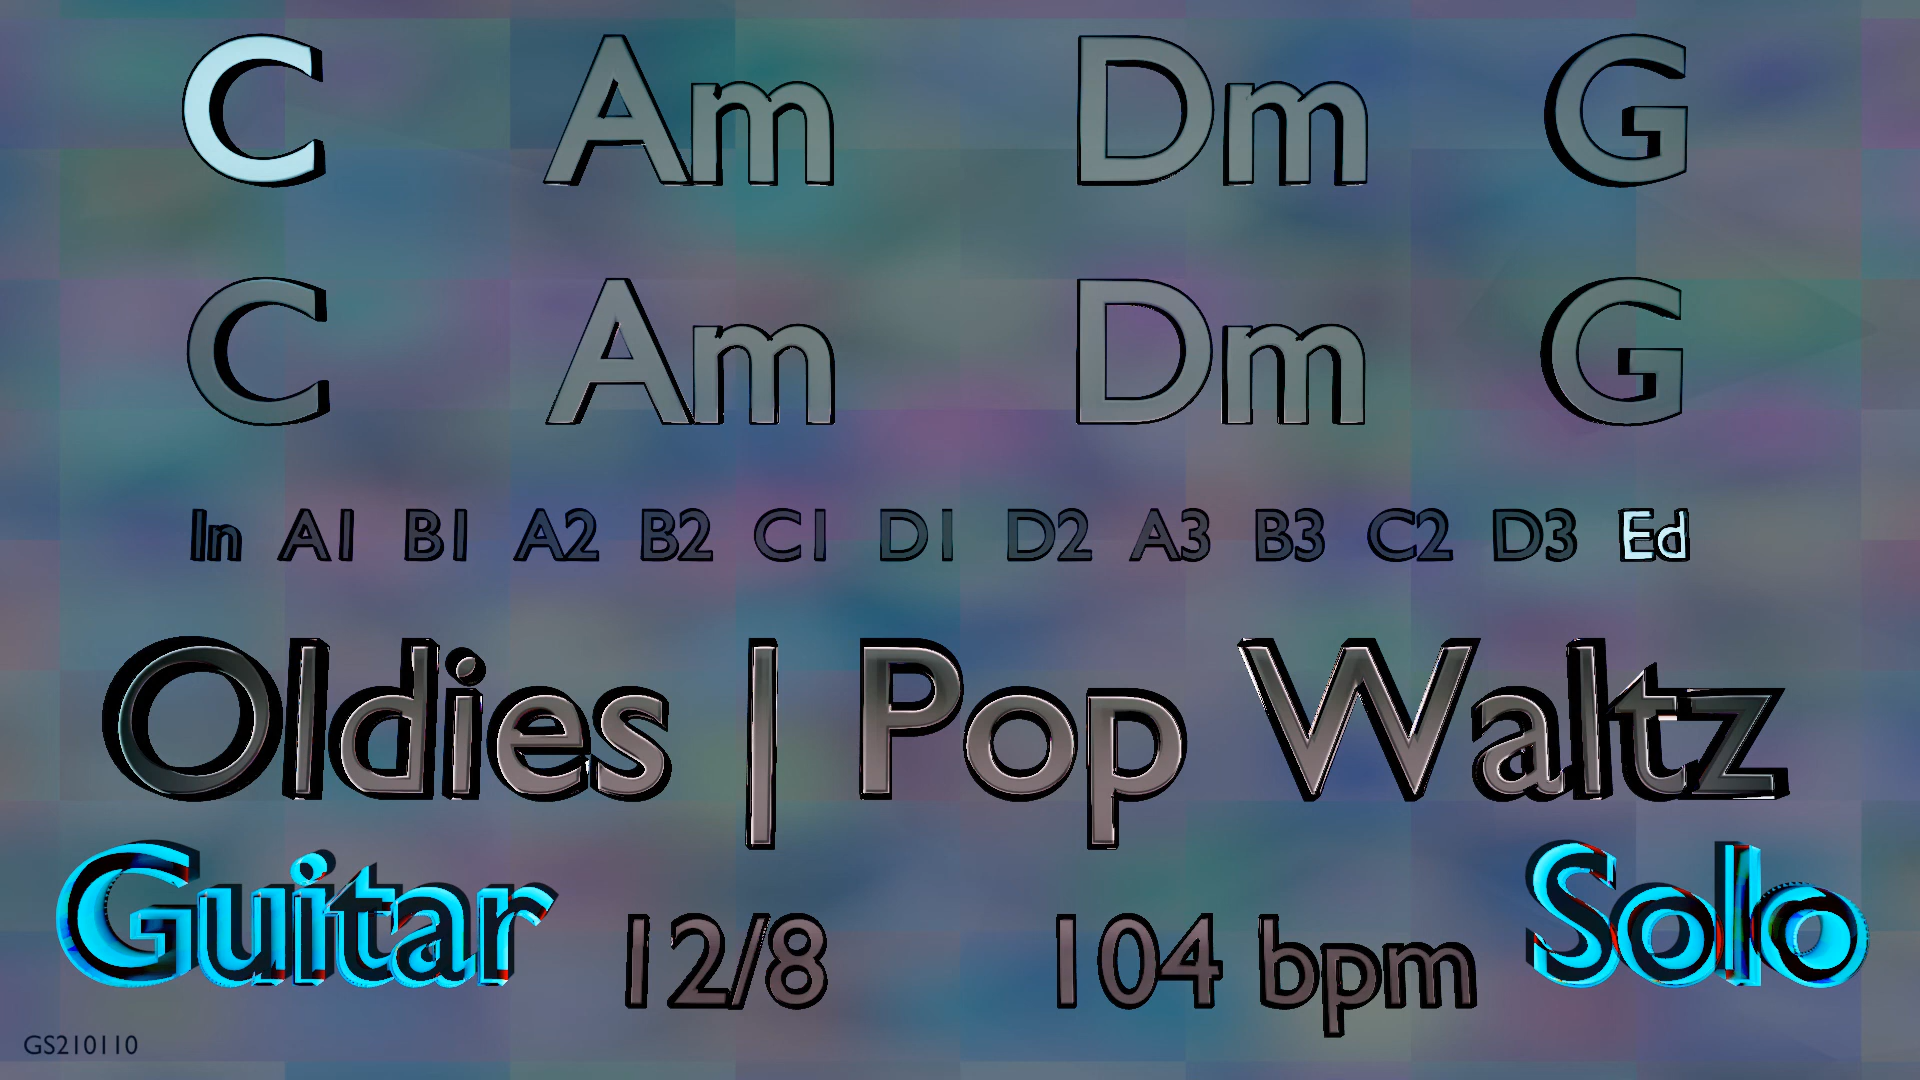 C Am Dm G
C Am Dm G
In A1 B1 A2 B2 C1 D1 D2 A3 B3 C2 D3 Ed
Oldies | Pop Waltz
Guitar 12/8 104 bpm Solo
GS210110